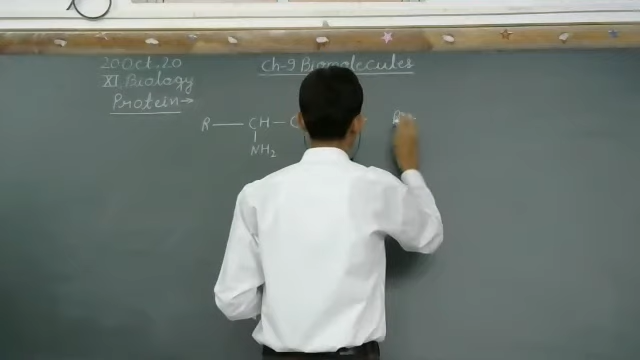 20 Oct. 20
Ch-9 Biomolecules
XI, Biology
Protein→
R — CH — C
NH₂